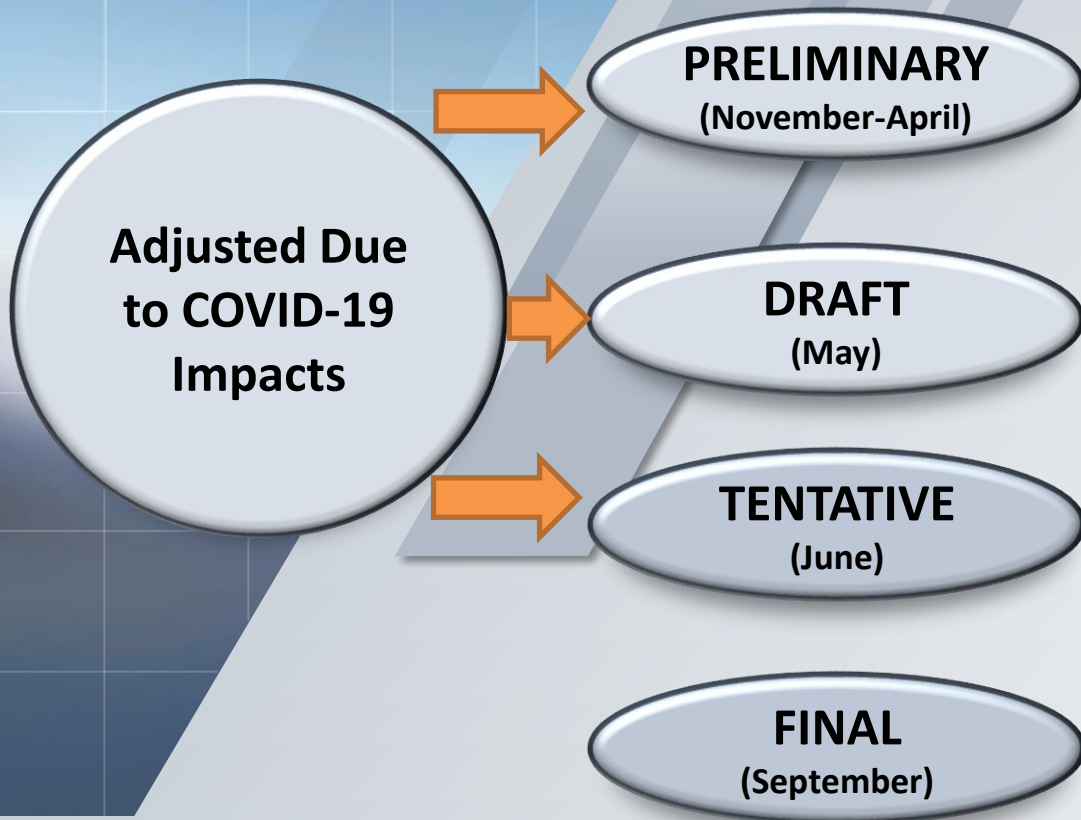 Adjusted Due
to COVID-19
Impacts
PRELIMINARY
(November-April)
DRAFT
(May)
TENTATIVE
(June)
FINAL
(September)